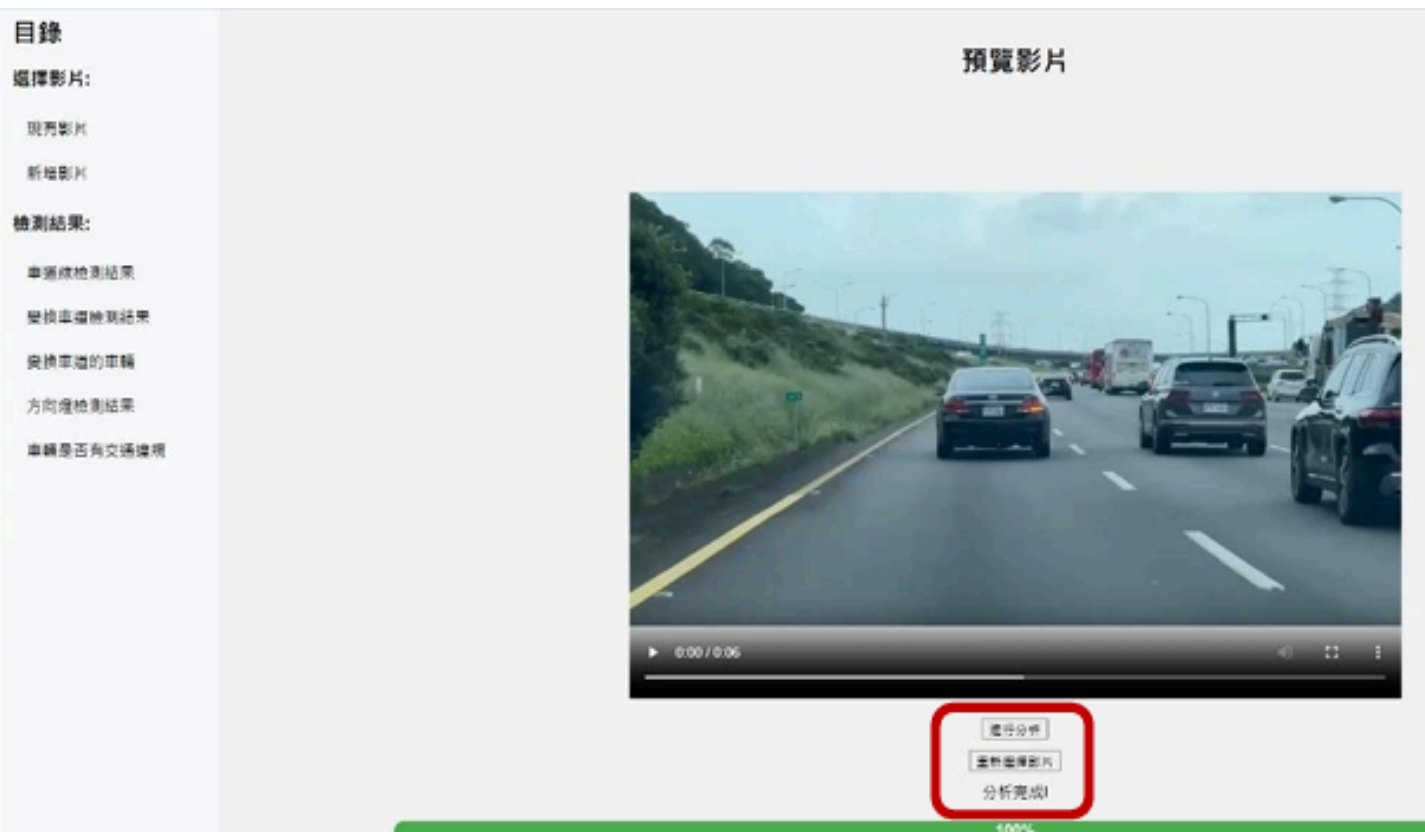 目錄
選擇影片:
現有影片
新增影片
檢測結果:
車道線檢測結果
變換車道檢測結果
變換車道的車輛
方向燈檢測結果
車輛是否有交通違規
預覽影片
0:00 / 0:06
進行分析
重新選擇影片
分析完成!
100%